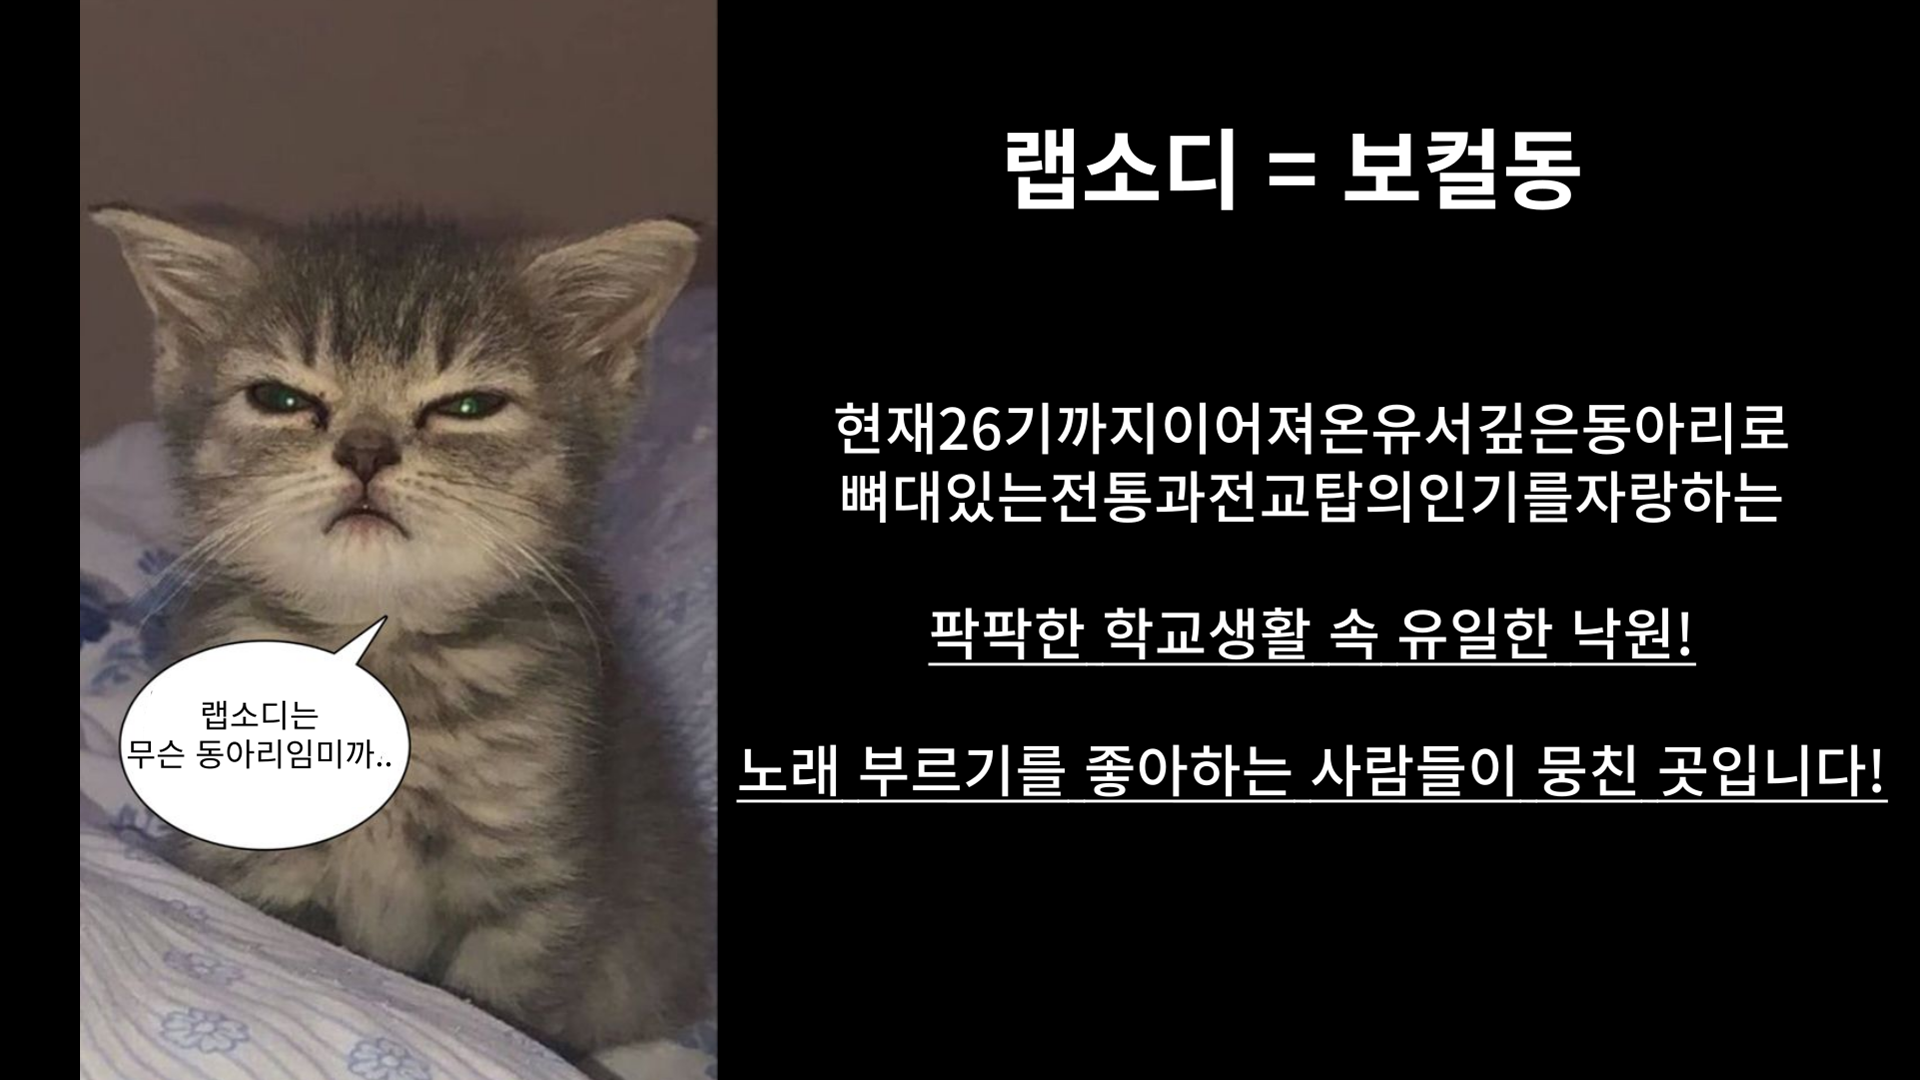 랩소디 = 보컬동
현재26기까지이어져온유서깊은동아리로
뼈대있는전통과전교탑의인기를자랑하는
팍팍한 학교생활 속 유일한 낙원!
노래 부르기를 좋아하는 사람들이 뭉친 곳입니다!
랩소디는
무슨 동아리임미까..